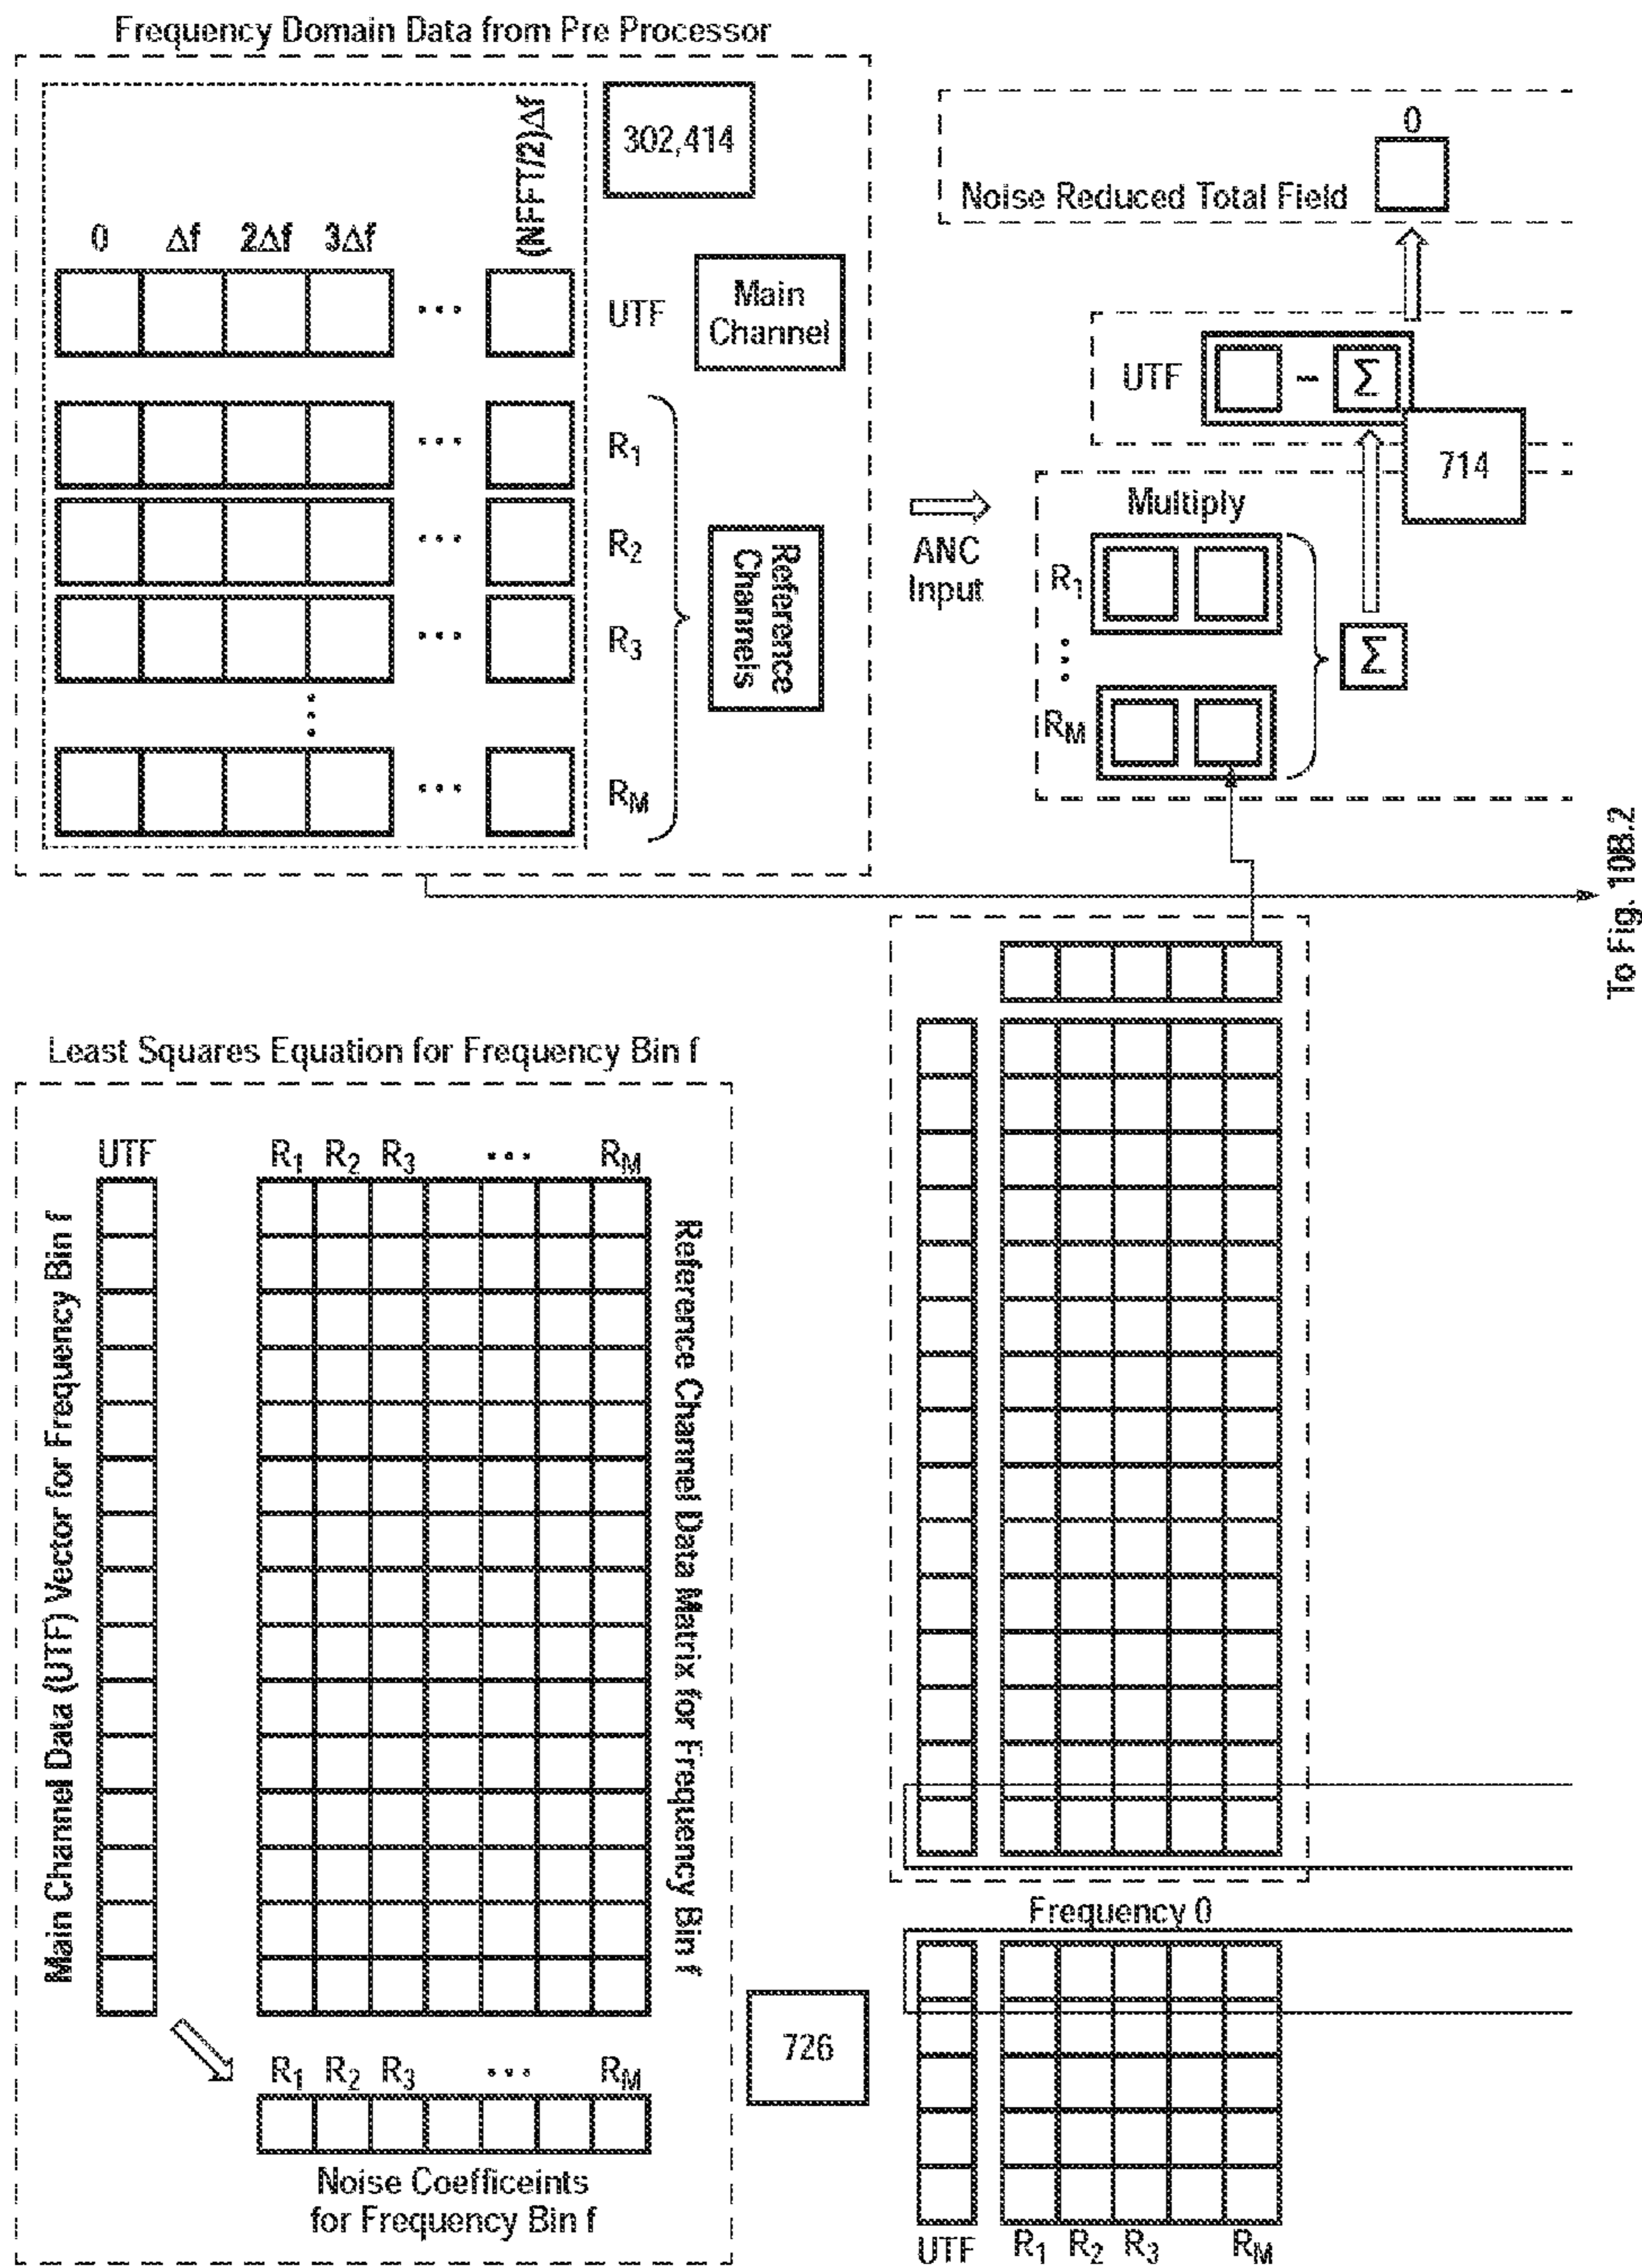 Frequency Domain Data from Pre Processor
0 Δf 2Δf 3Δf (NFFT/2)Δf
302,414
... UTF
Main
Channel
... R1
... R2
... R3
...
... RM
Reference
Channels
ANC
Input
0
Noise Reduced Total Field
UTF - Σ
714
Multiply
R1
...
RM
Σ
To Fig. 10B.2
Least Squares Equation for Frequency Bin f
UTF R1 R2 R3 ... RM
Main Channel Data (UTF) Vector for Frequency Bin f
Reference Channel Data Matrix for Frequency Bin f
R1 R2 R3 ... RM
Noise Coefficeints
for Frequency Bin f
726
Frequency 0
UTF R1 R2 R3 RM